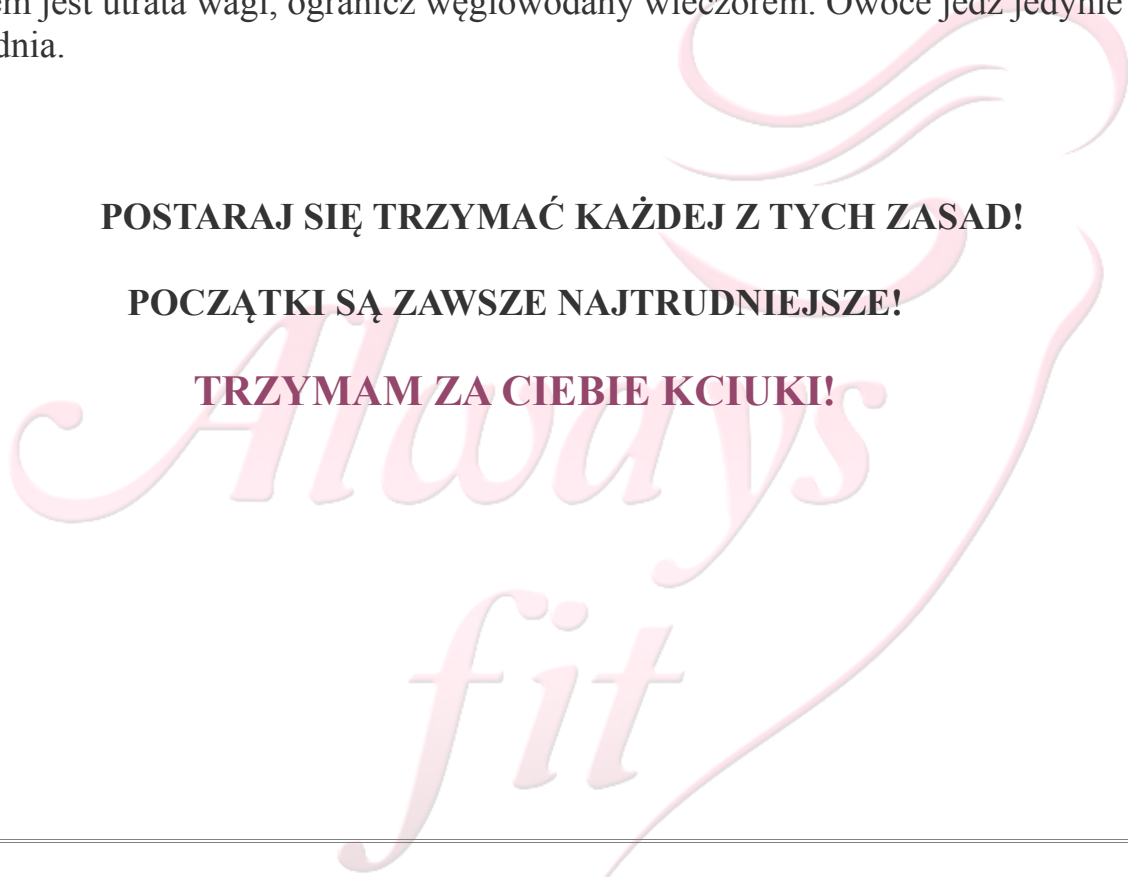 em jest utrata wagi, ogranicz węglowodany wieczorem. Owoce jedz jedynie
dnia.
POSTARAJ SIĘ TRZYMAĆ KAŻDEJ Z TYCH ZASAD!
POCZĄTKI SĄ ZAWSZE NAJTRUDNIEJSZE!
TRZYMAM ZA CIEBIE KCIUKI!
Always
fit